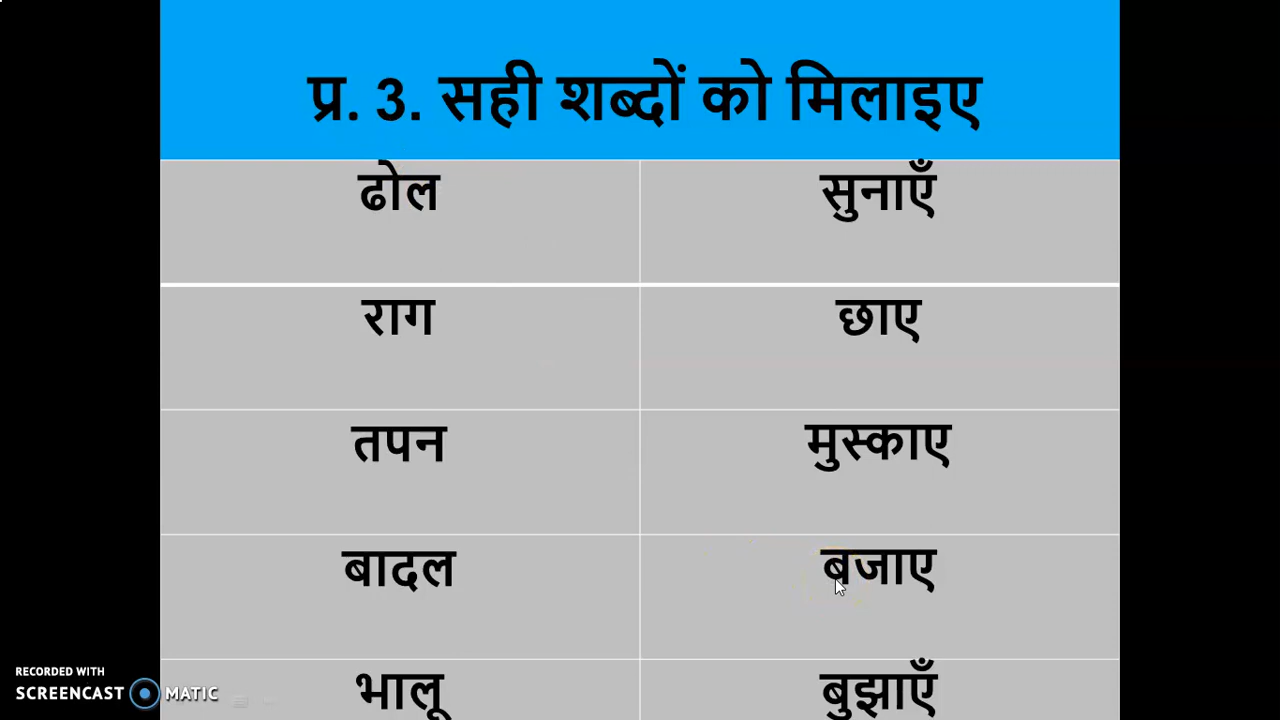 प्र. 3. सही शब्दों को मिलाइए
ढोल सुनाएँ
राग छाए
तपन मुस्काए
बादल बजाए
भालू बुझाएँ
RECORDED WITH
SCREENCAST MATIC